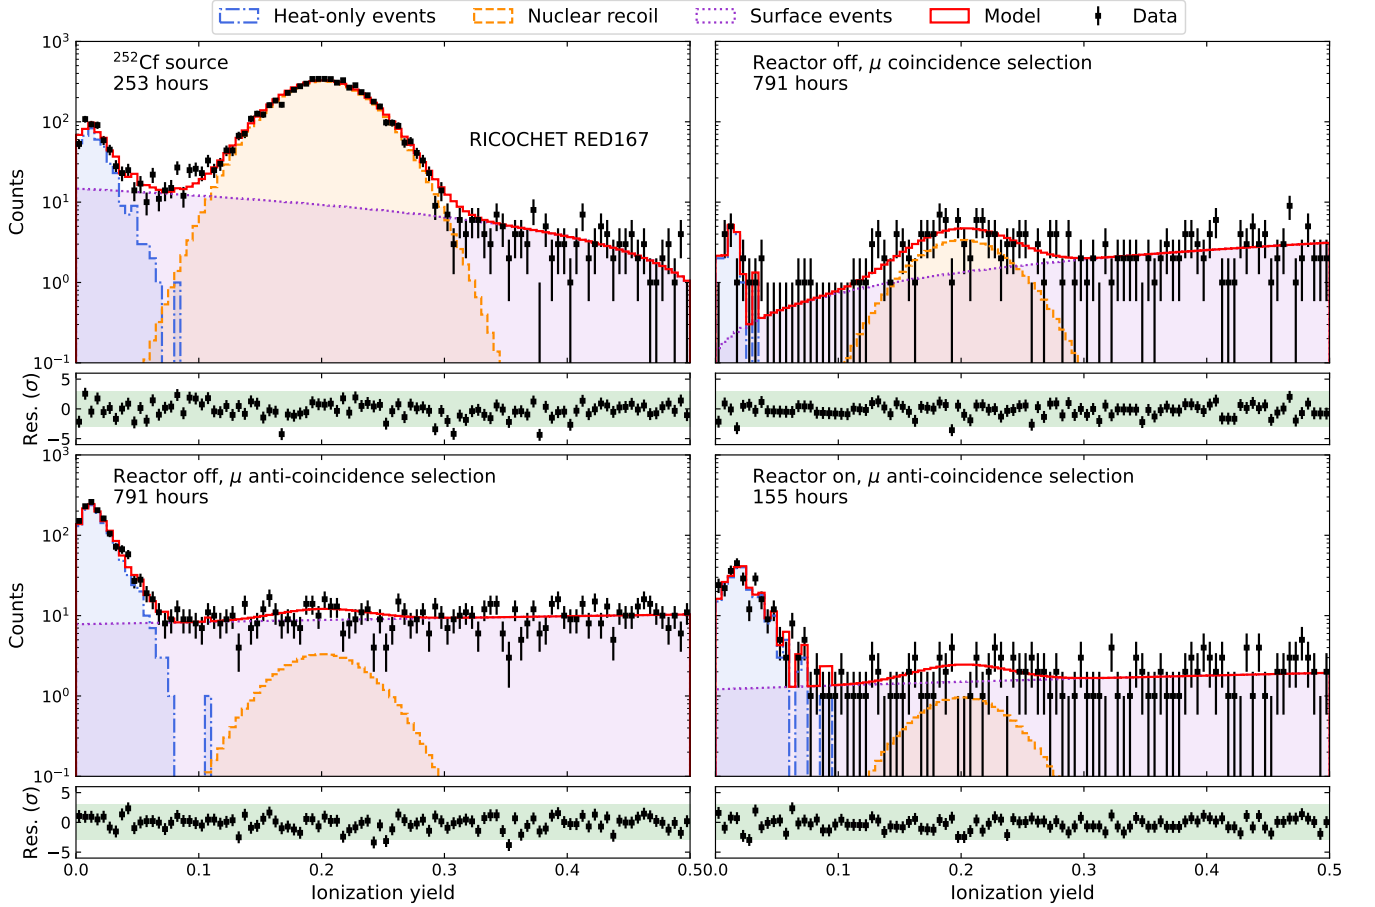 Heat-only events Nuclear recoil Surface events Model Data
²⁵²Cf source
253 hours
RICOCHET RED167
Counts
10³
10²
10¹
10⁰
10⁻¹
Reactor off, μ coincidence selection
791 hours
Res. (σ)
5
0
−5
Reactor off, μ anti-coincidence selection
791 hours
Counts
10³
10²
10¹
10⁰
10⁻¹
Reactor on, μ anti-coincidence selection
155 hours
Res. (σ)
5
0
−5
0.0 0.1 0.2 0.3 0.4 0.50.0 0.1 0.2 0.3 0.4 0.5
Ionization yield Ionization yield